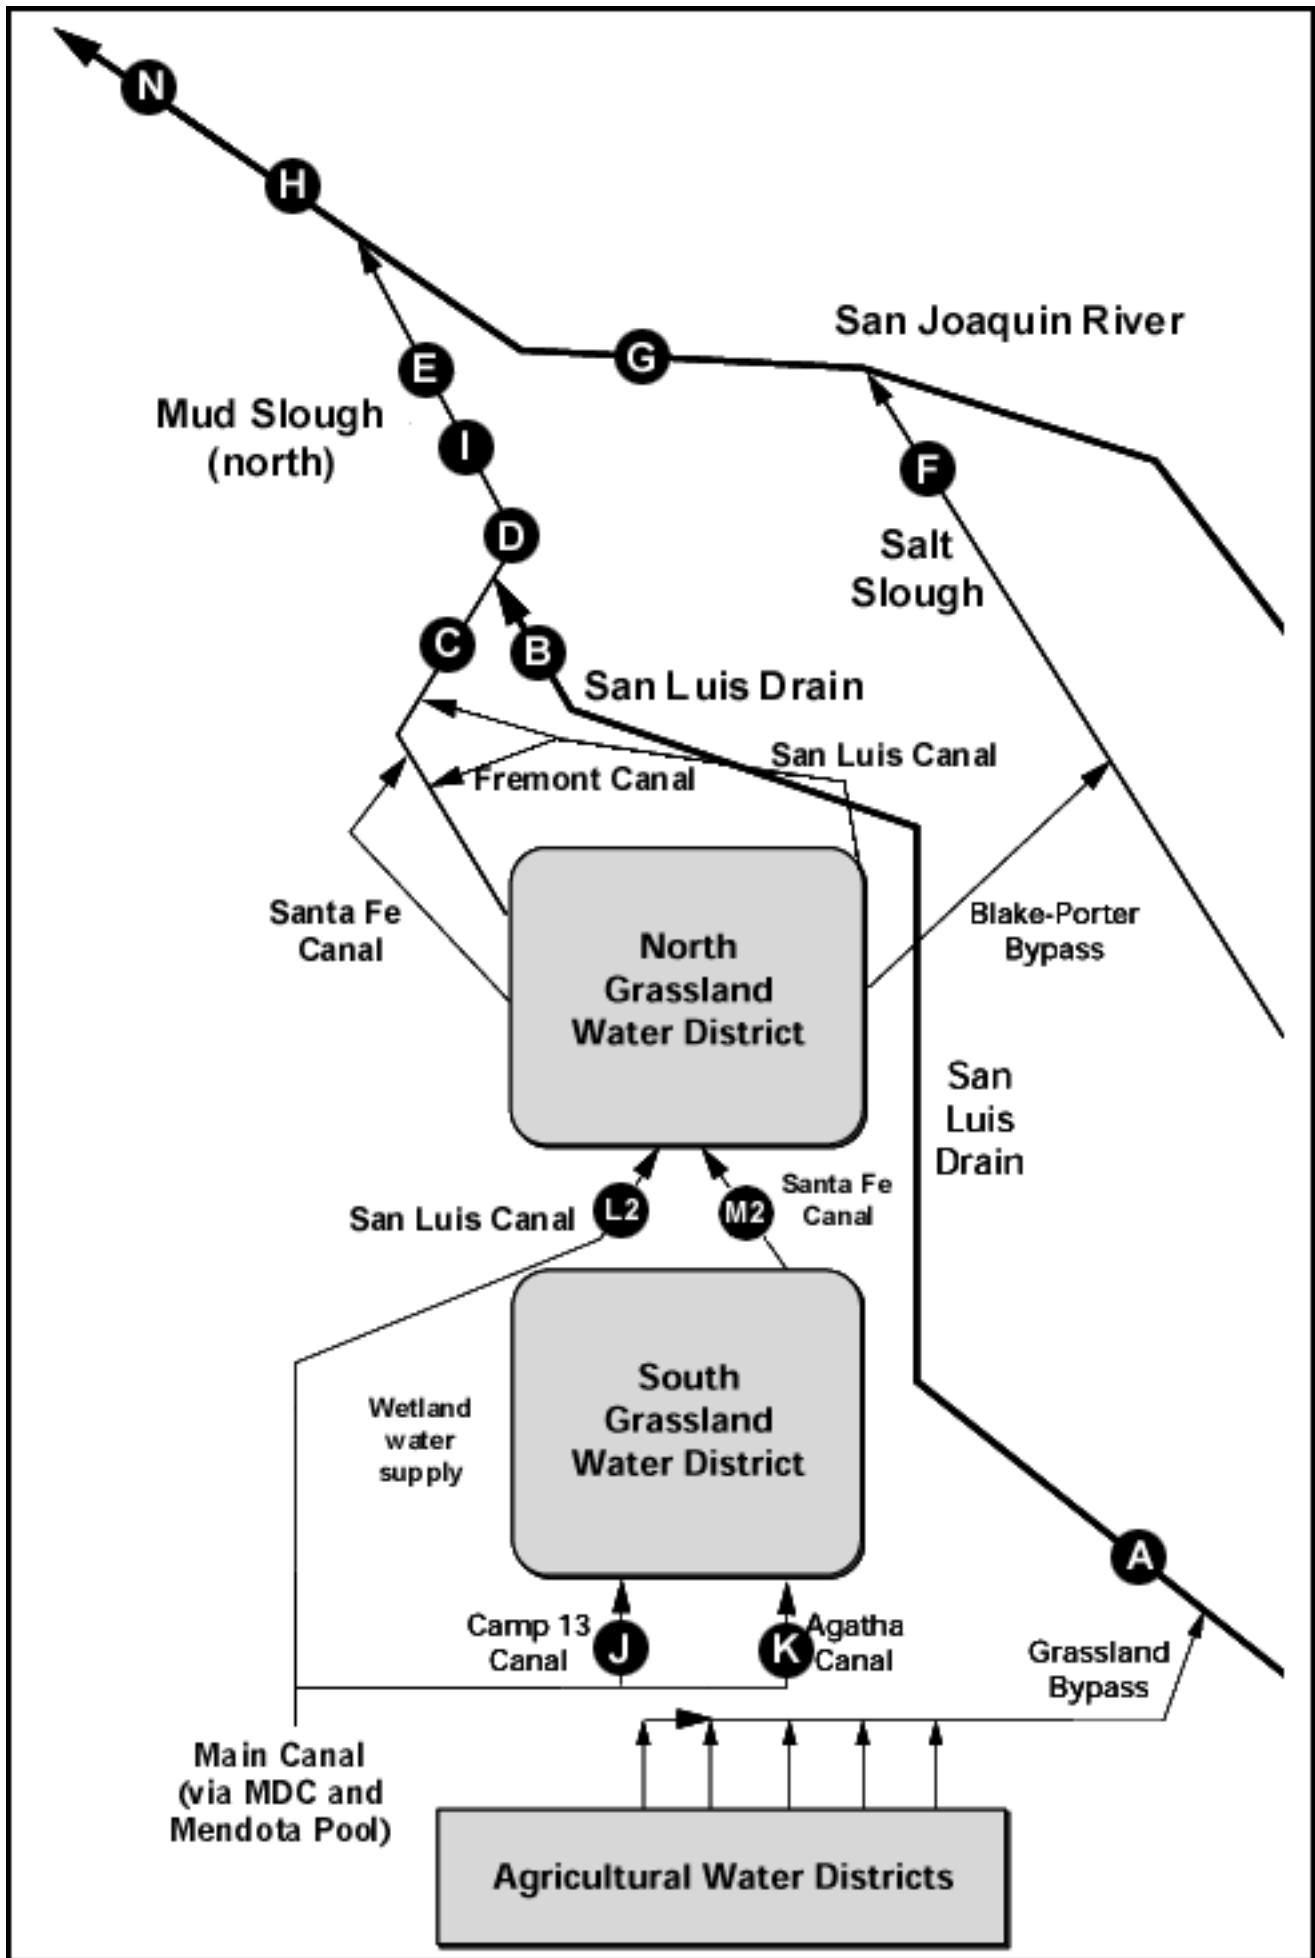 N
H
San Joaquin River
G
E
Mud Slough
(north)
I
F
D
Salt
Slough
C
B
San Luis Drain
San Luis Canal
Fremont Canal
Santa Fe
Canal
Blake-Porter
Bypass
North
Grassland
Water District
San
Luis
Drain
San Luis Canal
L2
M2
Santa Fe
Canal
South
Grassland
Water District
Wetland
water
supply
A
Camp 13
Canal
J
K
Agatha
Canal
Grassland
Bypass
Main Canal
(via MDC and
Mendota Pool)
Agricultural Water Districts